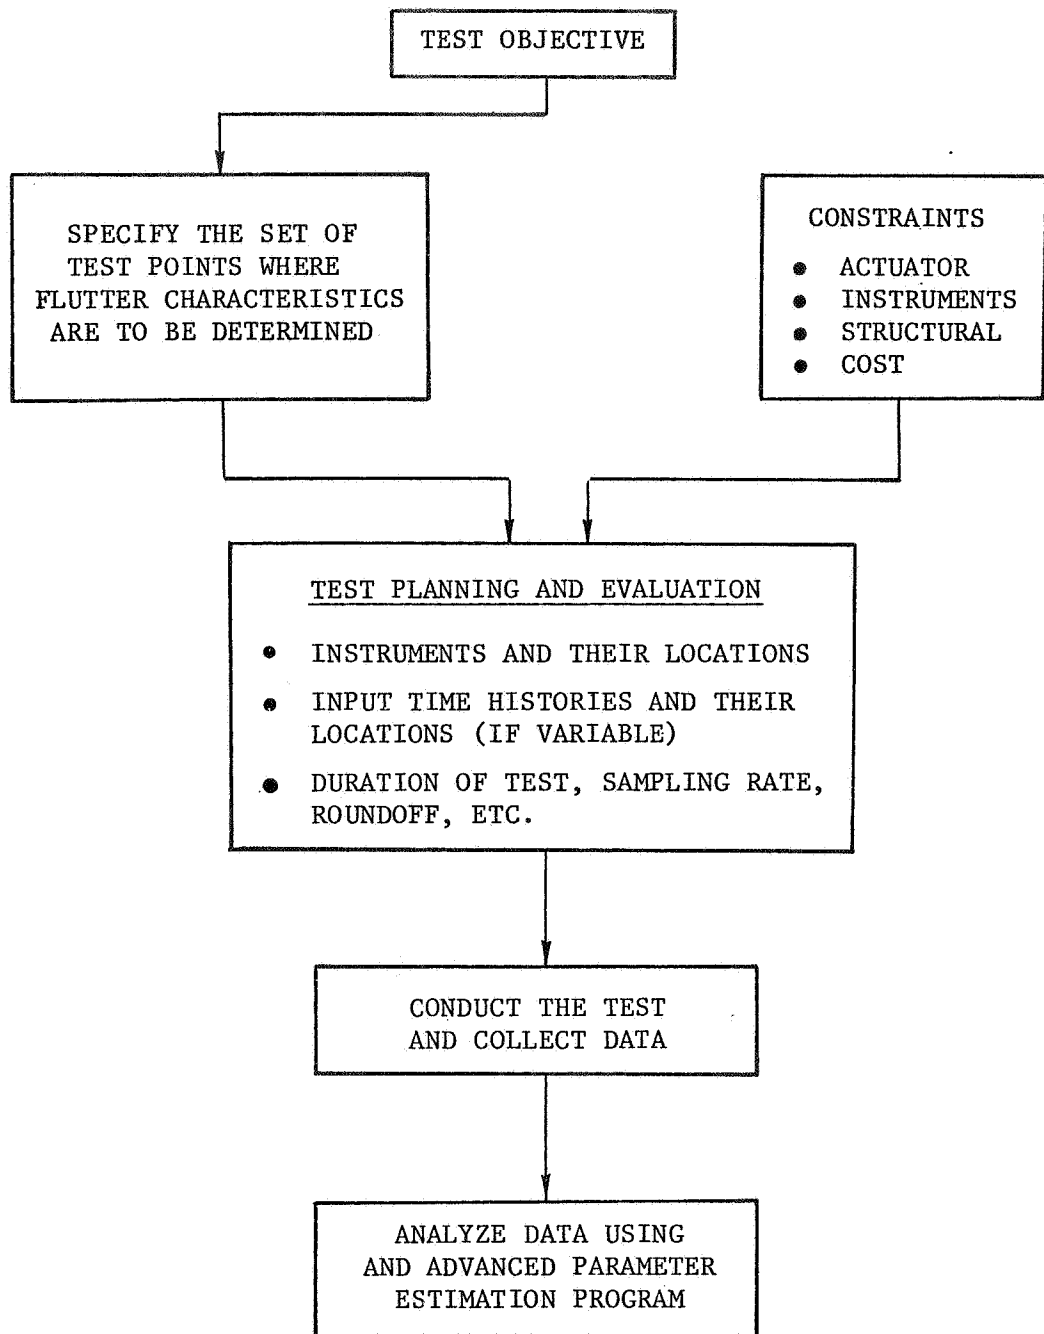 TEST OBJECTIVE
SPECIFY THE SET OF
TEST POINTS WHERE
FLUTTER CHARACTERISTICS
ARE TO BE DETERMINED
CONSTRAINTS
● ACTUATOR
● INSTRUMENTS
● STRUCTURAL
● COST
TEST PLANNING AND EVALUATION
● INSTRUMENTS AND THEIR LOCATIONS
● INPUT TIME HISTORIES AND THEIR
LOCATIONS (IF VARIABLE)
● DURATION OF TEST, SAMPLING RATE,
ROUNDOFF, ETC.
CONDUCT THE TEST
AND COLLECT DATA
ANALYZE DATA USING
AND ADVANCED PARAMETER
ESTIMATION PROGRAM